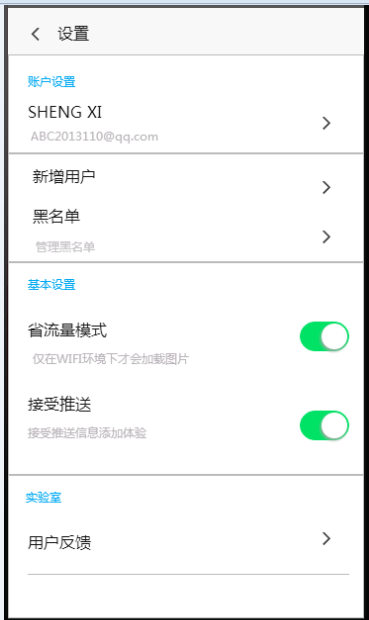 设置
账户设置
SHENG XI
ABC2013110@qq.com
新增用户
黑名单
管理黑名单
基本设置
省流量模式
仅在WIFI环境下才会加载图片
接受推送
接受推送信息添加体验
实验室
用户反馈